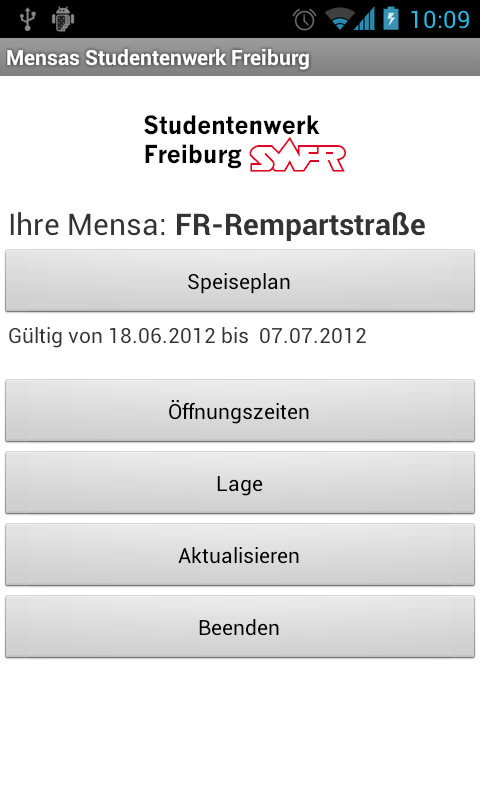 10:09
Mensas Studentenwerk Freiburg
Studentenwerk
Freiburg SWFR
Ihre Mensa: FR-Rempartstraße
Speiseplan
Gültig von 18.06.2012 bis  07.07.2012
Öffnungszeiten
Lage
Aktualisieren
Beenden